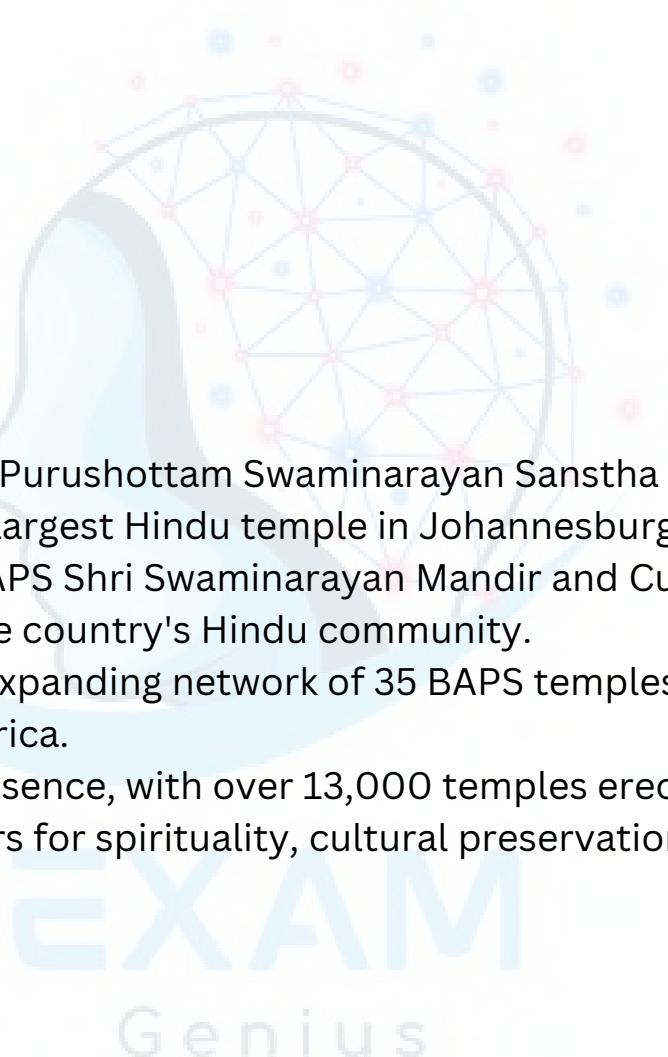 Purushottam Swaminarayan Sanstha
argest Hindu temple in Johannesburg
APS Shri Swaminarayan Mandir and Cu
e country's Hindu community.
xpanding network of 35 BAPS temples
rica.
sence, with over 13,000 temples erec
rs for spirituality, cultural preservation
EXAM
Genius